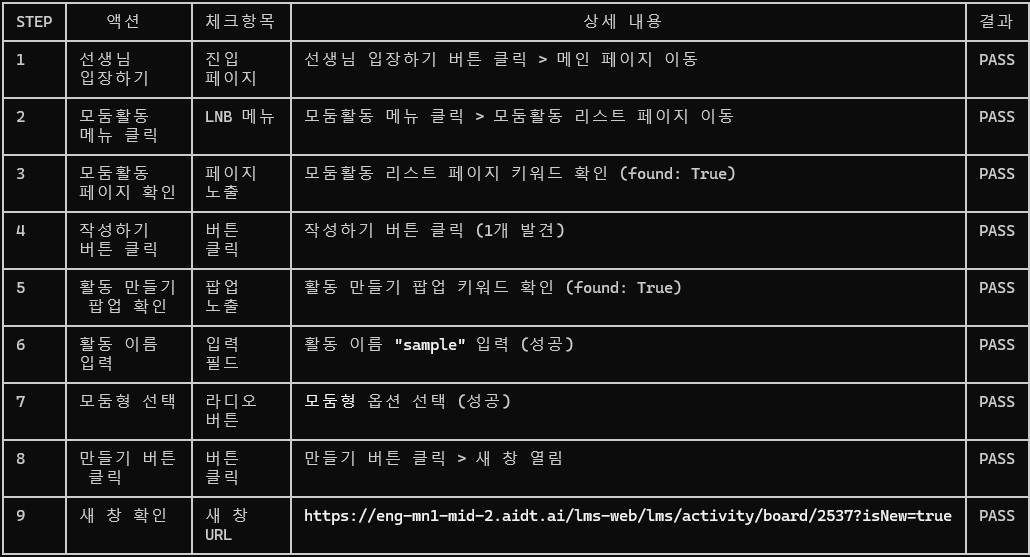 STEP 액션 체크항목 상세 내용 결과
1 선생님 진입 선생님 입장하기 버튼 클릭 > 메인 페이지 이동 PASS
입장하기 페이지
2 모둠활동 LNB 메뉴 모둠활동 메뉴 클릭 > 모둠활동 리스트 페이지 이동 PASS
메뉴 클릭
3 모둠활동 페이지 모둠활동 리스트 페이지 키워드 확인 (found: True) PASS
페이지 확인 노출
4 작성하기 버튼 작성하기 버튼 클릭 (1개 발견) PASS
버튼 클릭 클릭
5 활동 만들기 팝업 활동 만들기 팝업 키워드 확인 (found: True) PASS
팝업 확인 노출
6 활동 이름 입력 활동 이름 "sample" 입력 (성공) PASS
입력 필드
7 모둠형 선택 라디오 모둠형 옵션 선택 (성공) PASS
버튼
8 만들기 버튼 버튼 만들기 버튼 클릭 > 새 창 열림 PASS
클릭 클릭
9 새 창 확인 새 창 https://eng-mn1-mid-2.aidt.ai/lms-web/lms/activity/board/2537?isNew=true PASS
URL